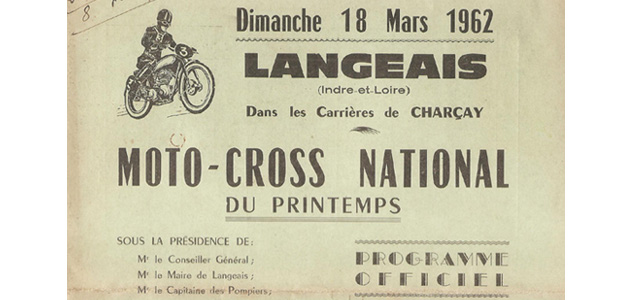 8
Dimanche 18 Mars 1962
LANGEAIS
(Indre-et-Loire)
Dans les Carrières de CHARÇAY
3
MOTO-CROSS NATIONAL
DU PRINTEMPS
SOUS LA PRÉSIDENCE DE:
Mr le Conseiller Général;
Mr le Maire de Langeais;
Mr le Capitaine des Pompiers;
PROGRAMME
OFFICIEL